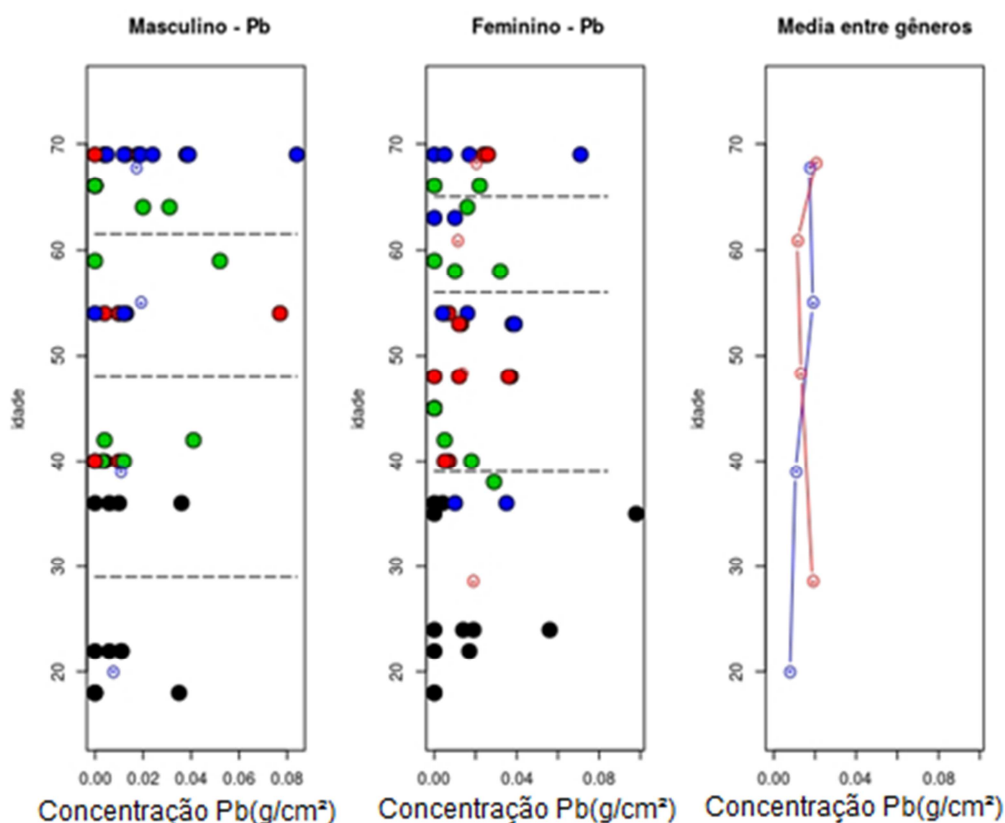 Masculino - Pb
Feminino - Pb
Media entre gêneros
idade
70
60
50
40
30
20
0.00 0.02 0.04 0.06 0.08
Concentração Pb(g/cm²)
idade
70
60
50
40
30
20
0.00 0.04 0.08
Concentração Pb(g/cm²)
idade
70
60
50
40
30
20
0.00 0.04 0.08
Concentração Pb(g/cm²)